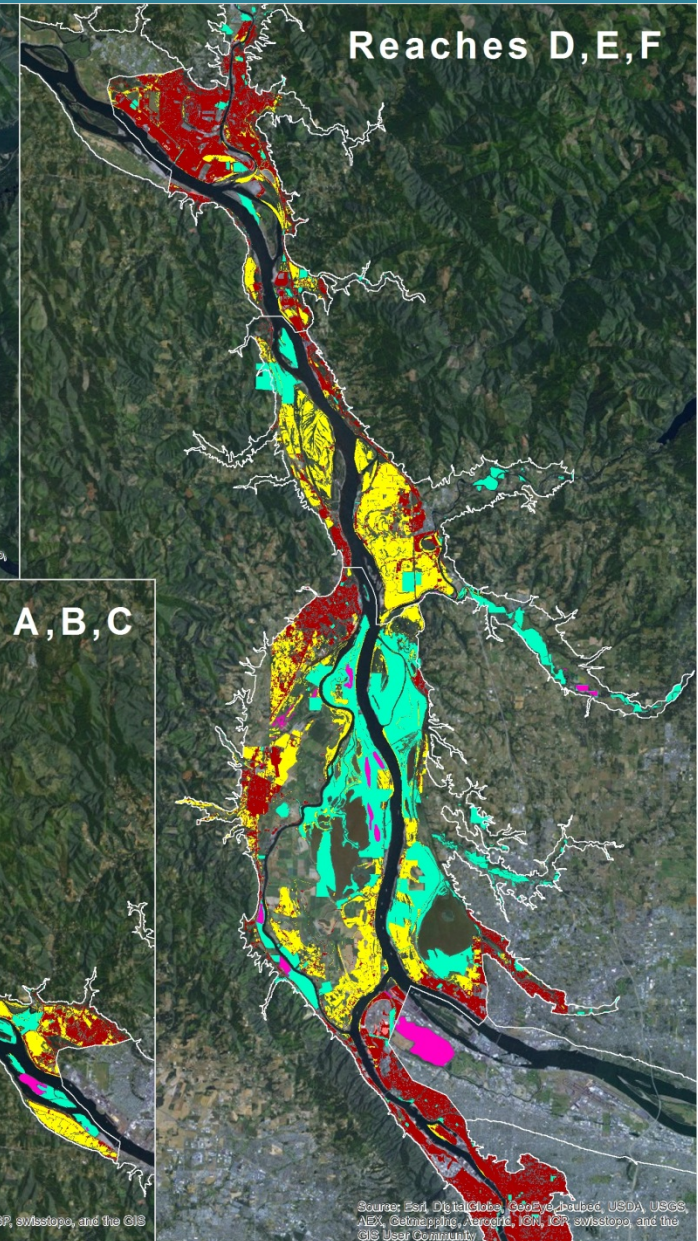 Reaches D,E,F
A,B,C
P, swisstopo, and the GIS
Source: Esri, DigitalGlobe, GeoEye, i-cubed, USDA, USGS,
AEX, Getmapping, Aerogrid, IGN, IGP, swisstopo, and the
GIS User Community